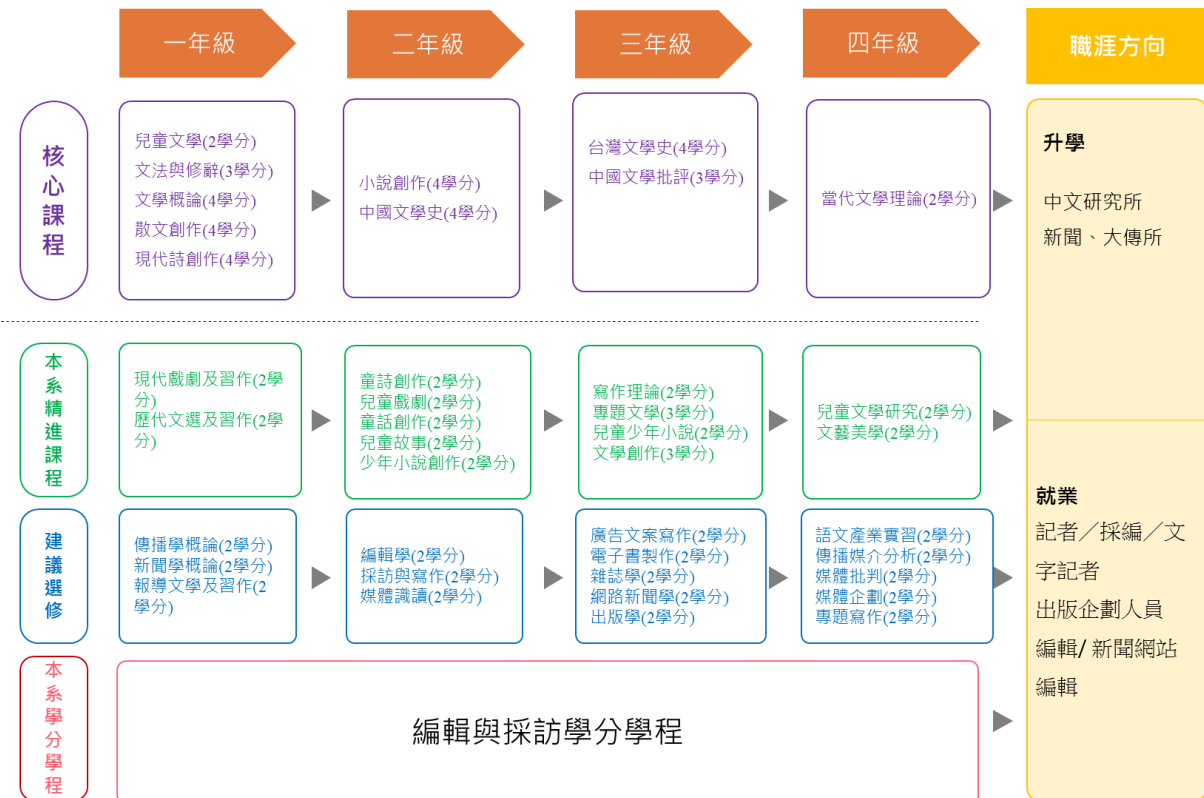 一年級
二年級
三年級
四年級
職涯方向
核
心
課
程
兒童文學(2學分)
文法與修辭(3學分)
文學概論(4學分)
散文創作(4學分)
現代詩創作(4學分)
小說創作(4學分)
中國文學史(4學分)
台灣文學史(4學分)
中國文學批評(3學分)
當代文學理論(2學分)
升學
中文研究所
新聞、大傳所
本
系
精
進
課
程
現代戲劇及習作(2學
分)
歷代文選及習作(2學
分)
童詩創作(2學分)
兒童戲劇(2學分)
童話創作(2學分)
兒童故事(2學分)
少年小說創作(2學分)
寫作理論(2學分)
專題文學(3學分)
兒童少年小說(2學分)
文學創作(3學分)
兒童文學研究(2學分)
文藝美學(2學分)
建
議
選
修
傳播學概論(2學分)
新聞學概論(2學分)
報導文學及習作(2
學分)
編輯學(2學分)
採訪與寫作(2學分)
媒體識讀(2學分)
廣告文案寫作(2學分)
電子書製作(2學分)
雜誌學(2學分)
網路新聞學(2學分)
出版學(2學分)
語文產業實習(2學分)
傳播媒介分析(2學分)
媒體批判(2學分)
媒體企劃(2學分)
專題寫作(2學分)
就業
記者／採編／文
字記者
出版企劃人員
編輯/ 新聞網站
編輯
本
系
學
分
學
程
編輯與採訪學分學程